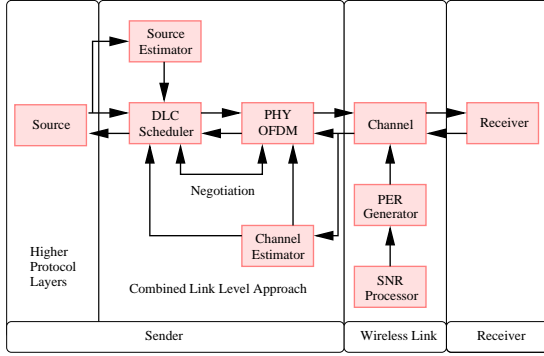 Source
Estimator
Source
DLC
Scheduler
PHY
OFDM
Channel
Receiver
Negotiation
PER
Generator
Channel
Estimator
SNR
Processor
Higher
Protocol
Layers
Combined Link Level Approach
Sender
Wireless Link
Receiver